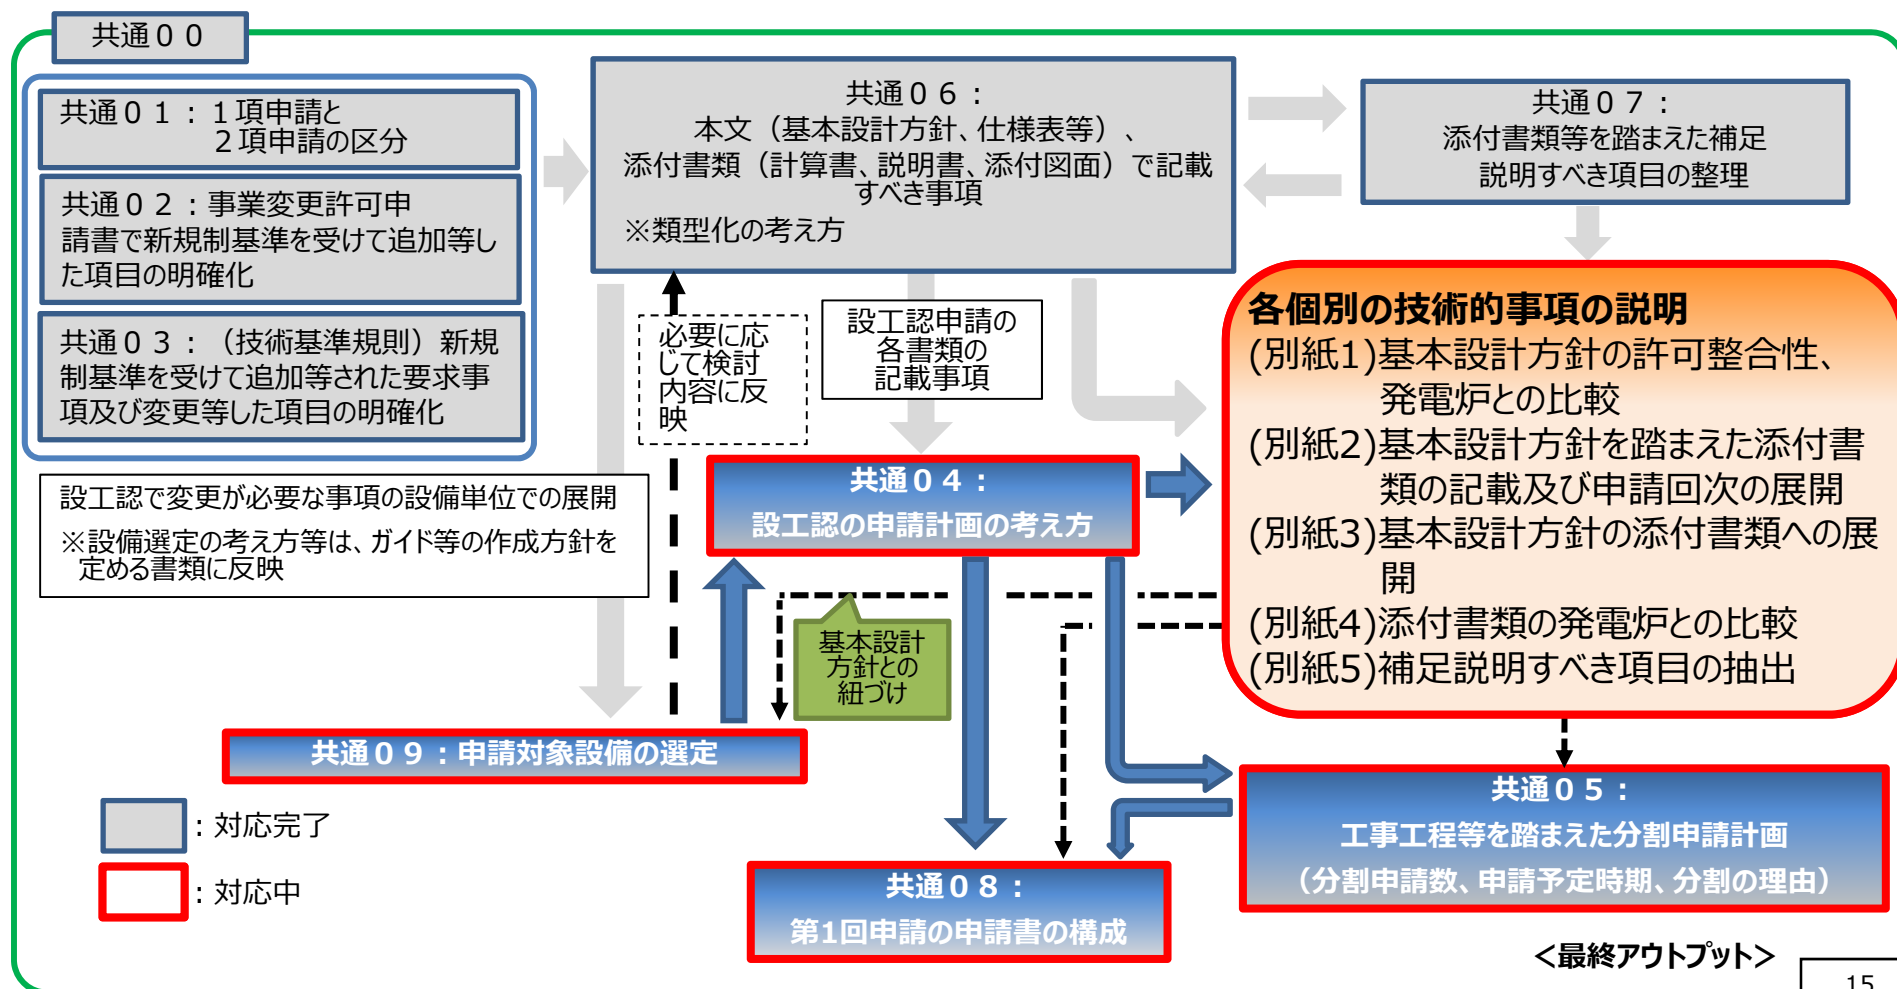 共通００
共通０１：１項申請と
２項申請の区分
共通０２：事業変更許可申
請書で新規制基準を受けて追加等し
た項目の明確化
共通０３：（技術基準規則）新規
制基準を受けて追加等された要求事
項及び変更等した項目の明確化
共通０６：
本文（基本設計方針、仕様表等）、
添付書類（計算書、説明書、添付図面）で記載
すべき事項
※類型化の考え方
共通０７：
添付書類等を踏まえた補足
説明すべき項目の整理
必要に応
じて検討
内容に反
映
設工認申請の
各書類の
記載事項
各個別の技術的事項の説明
(別紙1)基本設計方針の許可整合性、
発電炉との比較
(別紙2)基本設計方針を踏まえた添付書
類の記載及び申請回次の展開
(別紙3)基本設計方針の添付書類への展
開
(別紙4)添付書類の発電炉との比較
(別紙5)補足説明すべき項目の抽出
設工認で変更が必要な事項の設備単位での展開
※設備選定の考え方等は、ガイド等の作成方針を
定める書類に反映
共通０４：
設工認の申請計画の考え方
基本設計
方針との
紐づけ
共通０９：申請対象設備の選定
共通０５：
工事工程等を踏まえた分割申請計画
（分割申請数、申請予定時期、分割の理由）
共通０８：
第1回申請の申請書の構成
：対応完了
：対応中
＜最終アウトプット＞
15